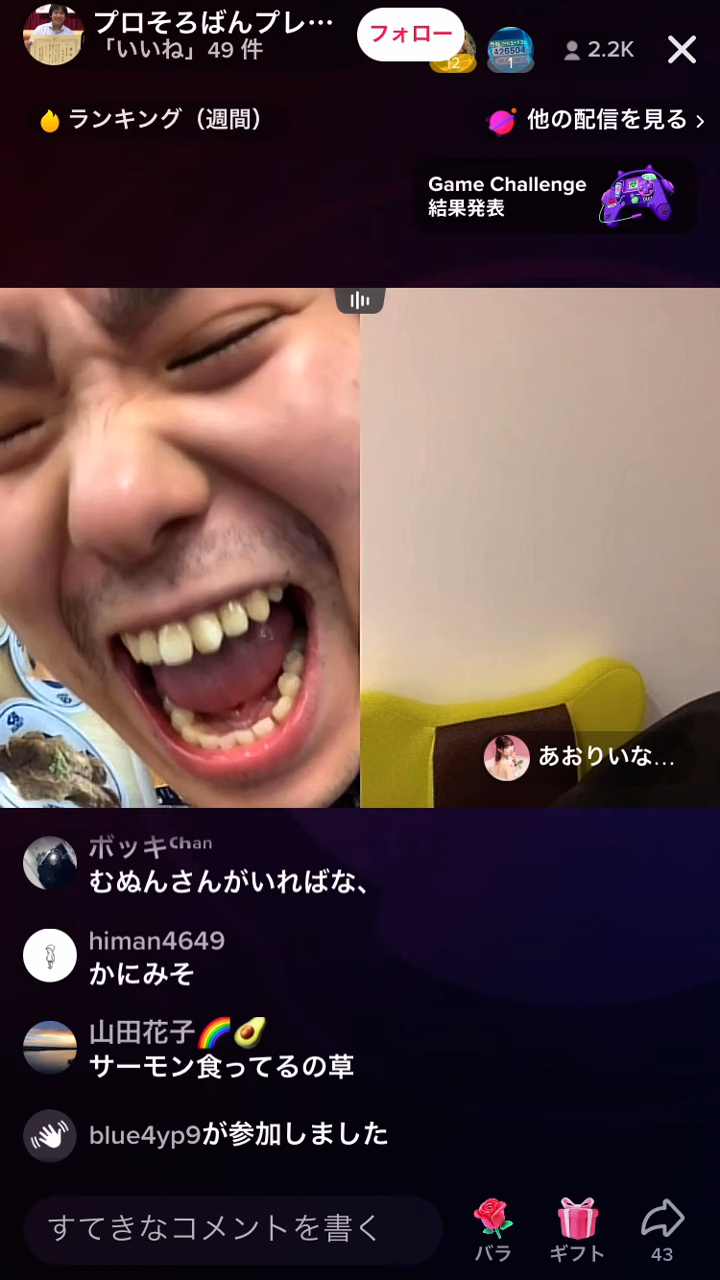 プロそろばんプレ…
「いいね」49 件
フォロー
12
426504
1
2.2K
ランキング（週間）
他の配信を見る
Game Challenge
結果発表
あおりいな…
ボッキᶜʰᵃⁿ
むぬんさんがいればな、
himan4649
かにみそ
山田花子🌈🥑
サーモン食ってるの草
blue4yp9が参加しました
すてきなコメントを書く
バラ
ギフト
43